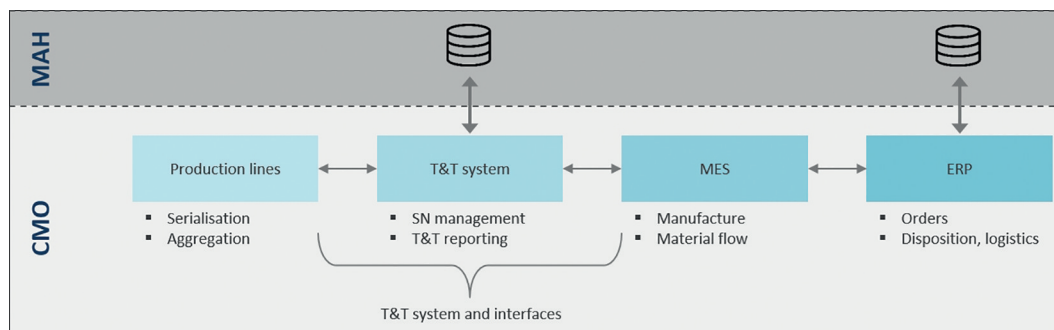 MAH
CMO
Production lines
▪ Serialisation
▪ Aggregation
T&T system
▪ SN management
▪ T&T reporting
MES
▪ Manufacture
▪ Material flow
ERP
▪ Orders
▪ Disposition, logistics
T&T system and interfaces